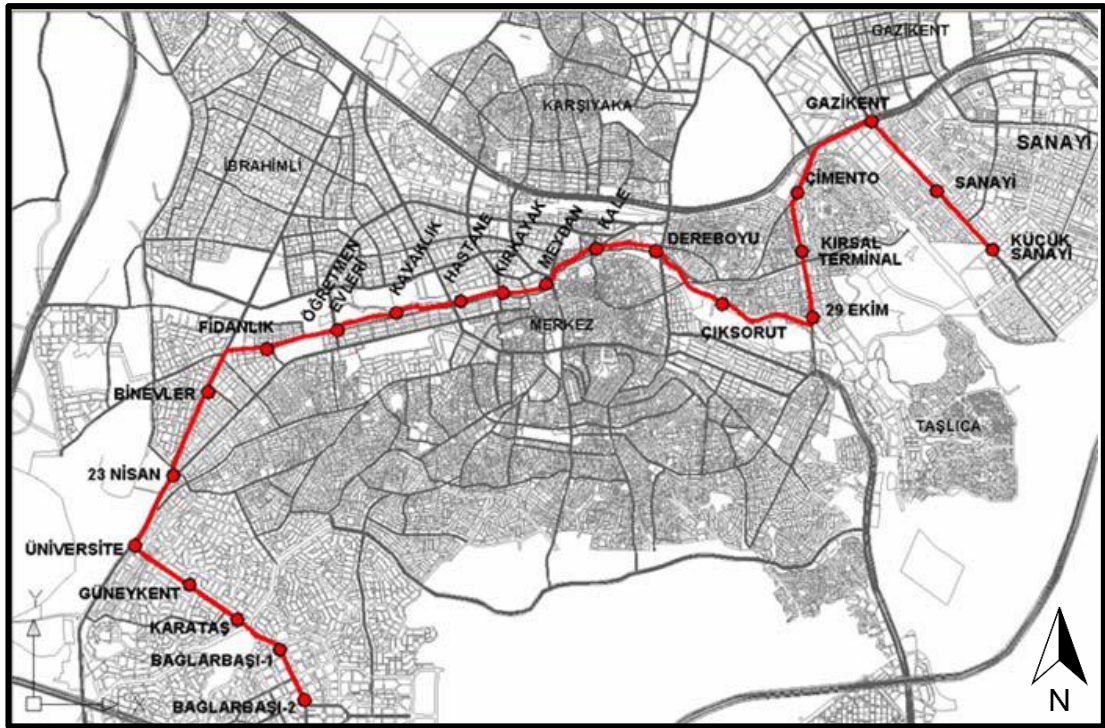 GAZİKENT
GAZİKENT
KARŞIYAKA
SANAYİ
İBRAHİMLİ
ÇİMENTO
SANAYİ
KÜÇÜK
SANAYİ
KIRSAL
TERMİNAL
29 EKİM
DEREBOYU
ÇIKSORUT
KALE
MEYDAN
KIRKAYAK
HASTANE
KAVAKLIK
ÖĞRETMEN
EVLERİ
FİDANLIK
MERKEZ
BİNEVLER
TAŞLICA
23 NİSAN
ÜNİVERSİTE
GÜNEYKENT
KARATAŞ
BAĞLARBAŞI-1
BAĞLARBAŞI-2
Y
X
N